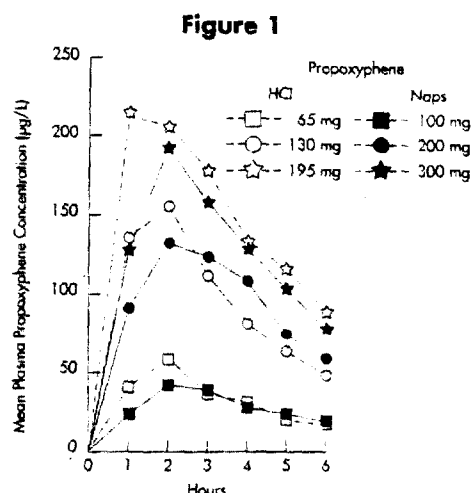 Figure 1
Propoxyphene
HCl Naps
65 mg 100 mg
130 mg 200 mg
195 mg 300 mg
Mean Plasma Propoxyphene Concentration (µg/L)
250
200
150
100
50
0
0 1 2 3 4 5 6
Hours